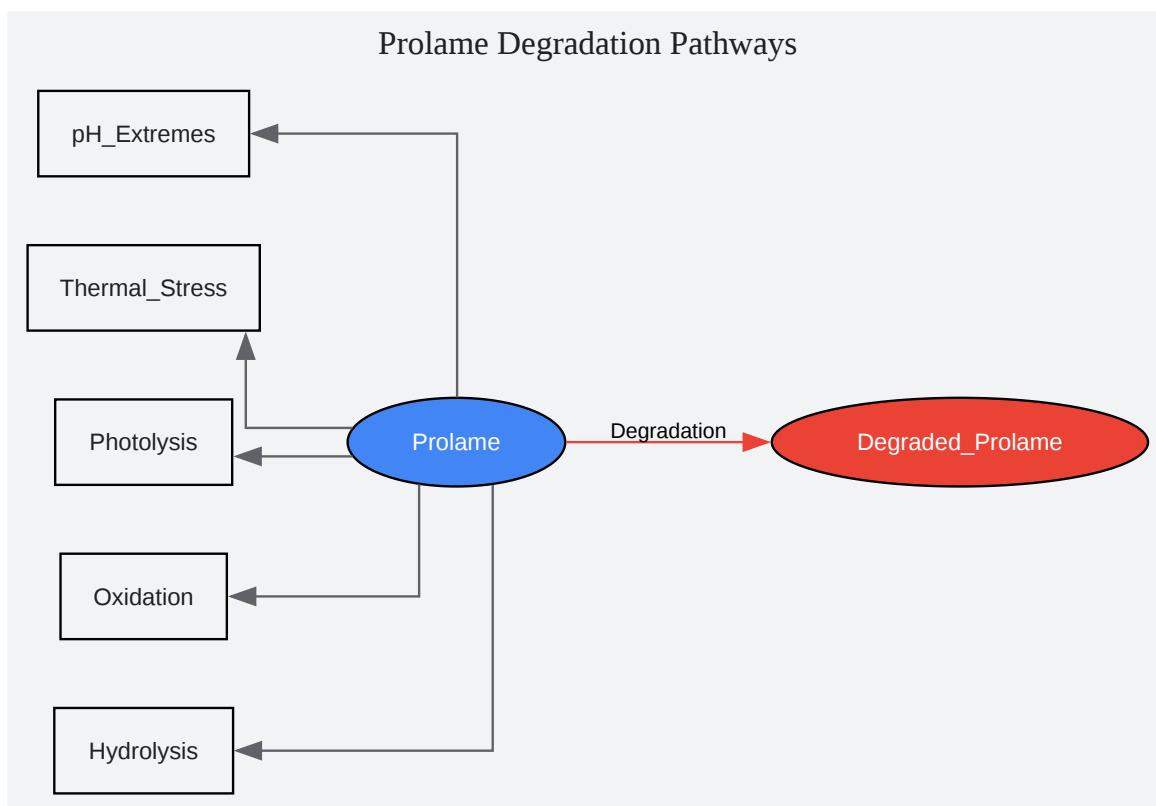 Prolame Degradation Pathways
pH_Extremes
Thermal_Stress
Photolysis
Prolame
Degradation
Degraded_Prolame
Oxidation
Hydrolysis